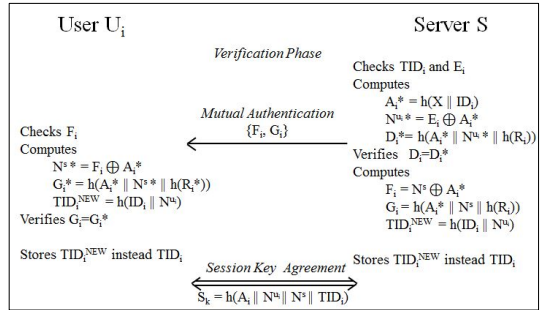 User Uᵢ
Server S
Verification Phase
Checks TIDᵢ and Eᵢ
Computes
Aᵢ* = h(X || IDᵢ)
Nᵘⁱ* = Eᵢ ⊕ Aᵢ*
Dᵢ*= h(Aᵢ* || Nᵘⁱ* || h(Rᵢ))
Verifies Dᵢ=Dᵢ*
Computes
Fᵢ = Nˢ ⊕ Aᵢ*
Gᵢ = h(Aᵢ* || Nˢ || h(Rᵢ))
TIDᵢᴺᴱᵂ = h(IDᵢ || Nᵘⁱ)
Stores TIDᵢᴺᴱᵂ instead TIDᵢ
Mutual Authentication
{Fᵢ, Gᵢ}
Checks Fᵢ
Computes
Nˢ* = Fᵢ ⊕ Aᵢ*
Gᵢ* = h(Aᵢ* || Nˢ* || h(Rᵢ*))
TIDᵢᴺᴱᵂ = h(IDᵢ || Nᵘⁱ)
Verifies Gᵢ=Gᵢ*
Stores TIDᵢᴺᴱᵂ instead TIDᵢ
Session Key Agreement
Sₖ = h(Aᵢ || Nᵘⁱ || Nˢ || TIDᵢ)